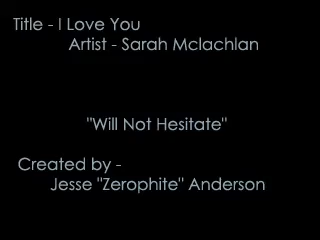 Title - I Love You
Artist - Sarah Mclachlan
"Will Not Hesitate"
Created by -
Jesse "Zerophite" Anderson